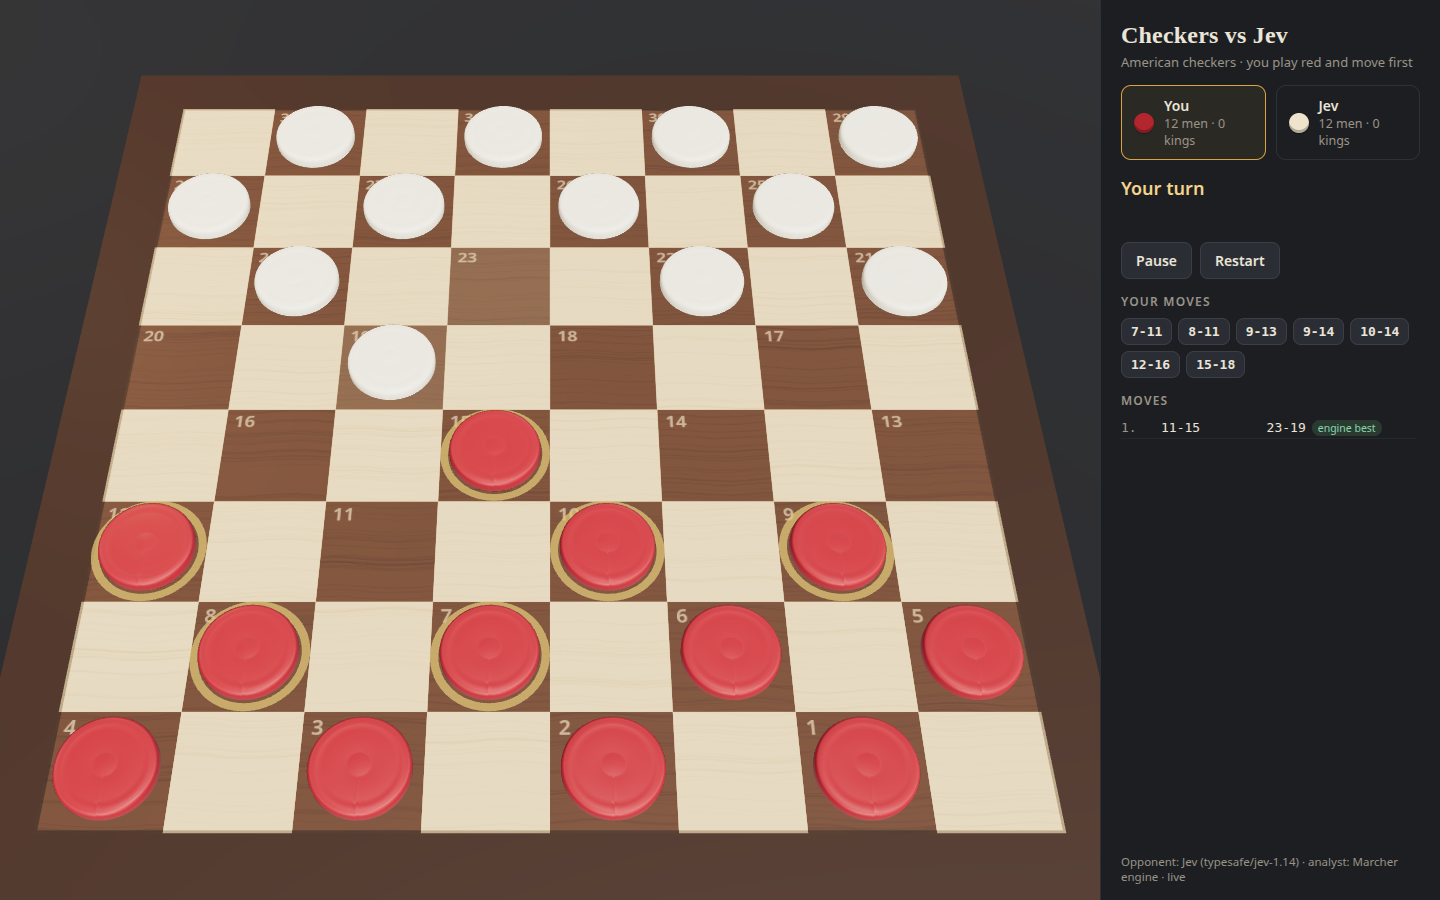 Checkers vs Jev
American checkers · you play red and move first
You
12 men · 0
kings
Jev
12 men · 0
kings
Your turn
Pause
Restart
YOUR MOVES
7-11
8-11
9-13
9-14
10-14
12-16
15-18
MOVES
1. 11-15 23-19 engine best
Opponent: Jev (typesafe/jev-1.14) · analyst: Marcher
engine · live
23
20
18
17
16
14
13
11
9
8
7
6
5
4
3
2
1